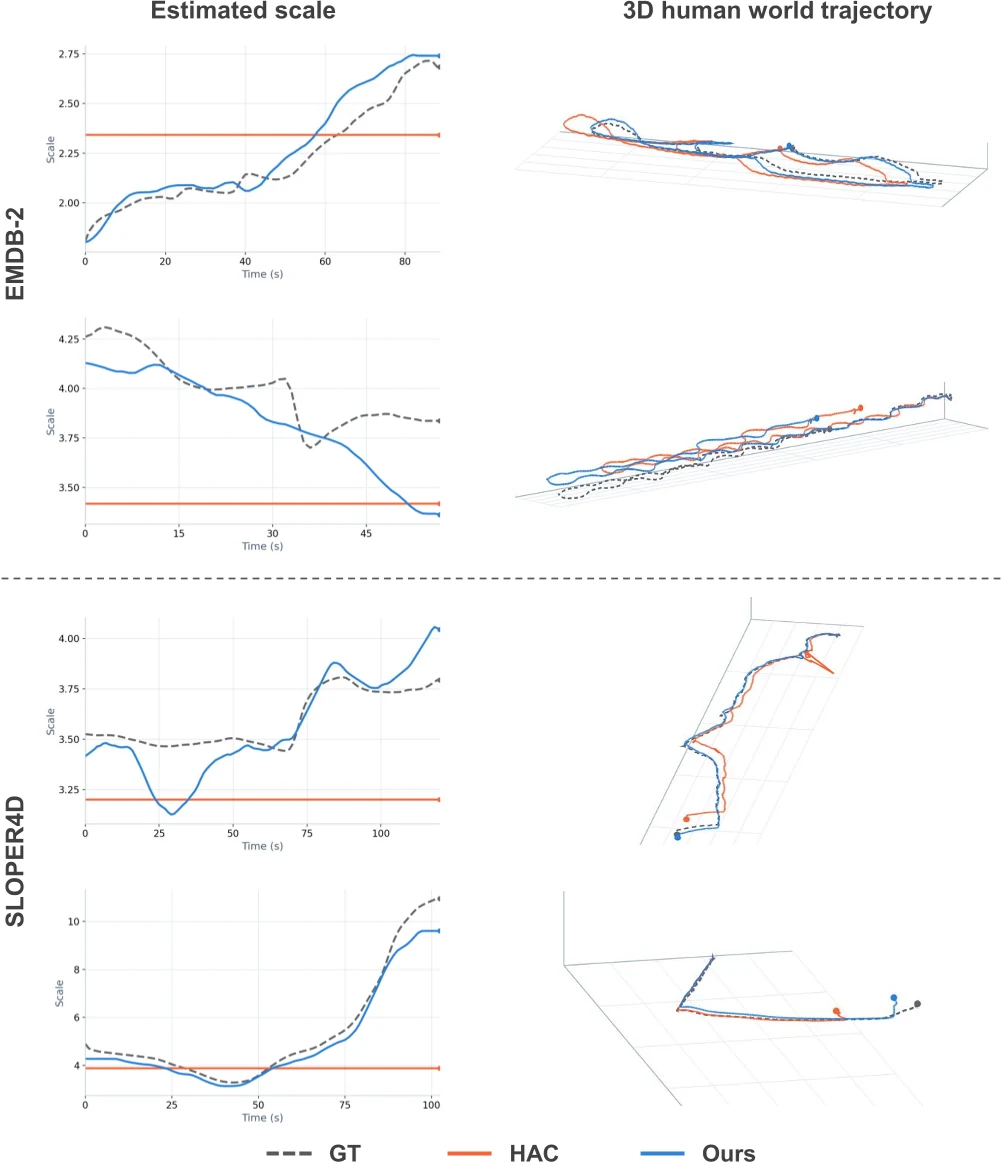 Estimated scale
3D human world trajectory
EMDB-2
2.75
2.50
2.25
2.00
Scale
0 20 40 60 80
Time (s)
4.25
4.00
3.75
3.50
Scale
0 15 30 45
Time (s)
SLOPER4D
4.00
3.75
3.50
3.25
Scale
0 25 50 75 100
Time (s)
10
8
6
4
Scale
0 25 50 75 100
Time (s)
GT HAC Ours